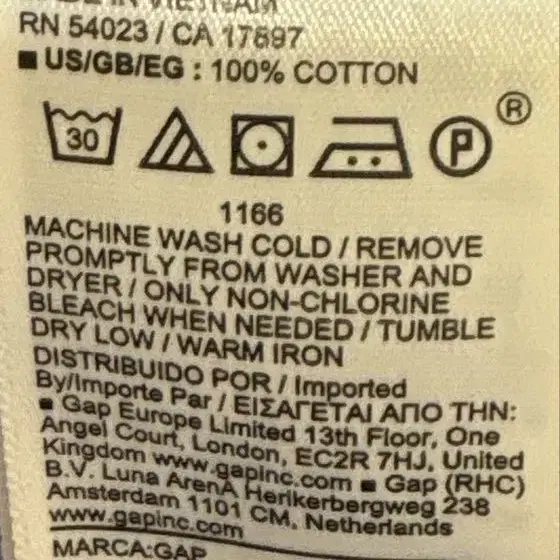 RN 54023 / CA 17897
■ US/GB/EG : 100% COTTON
®
30
P
1166
MACHINE WASH COLD / REMOVE
PROMPTLY FROM WASHER AND
DRYER / ONLY NON-CHLORINE
BLEACH WHEN NEEDED / TUMBLE
DRY LOW / WARM IRON
DISTRIBUIDO POR / Imported
By/Importe Par / ΕΙΣΑΓΕΤΑΙ ΑΠΟ ΤΗΝ:
■ Gap Europe Limited 13th Floor, One
Angel Court, London, EC2R 7HJ, United
Kingdom www.gapinc.com ■ Gap (RHC)
B.V. Luna ArenA Herikerbergweg 238
Amsterdam 1101 CM, Netherlands
www.gapinc.com
MARCA:GAP